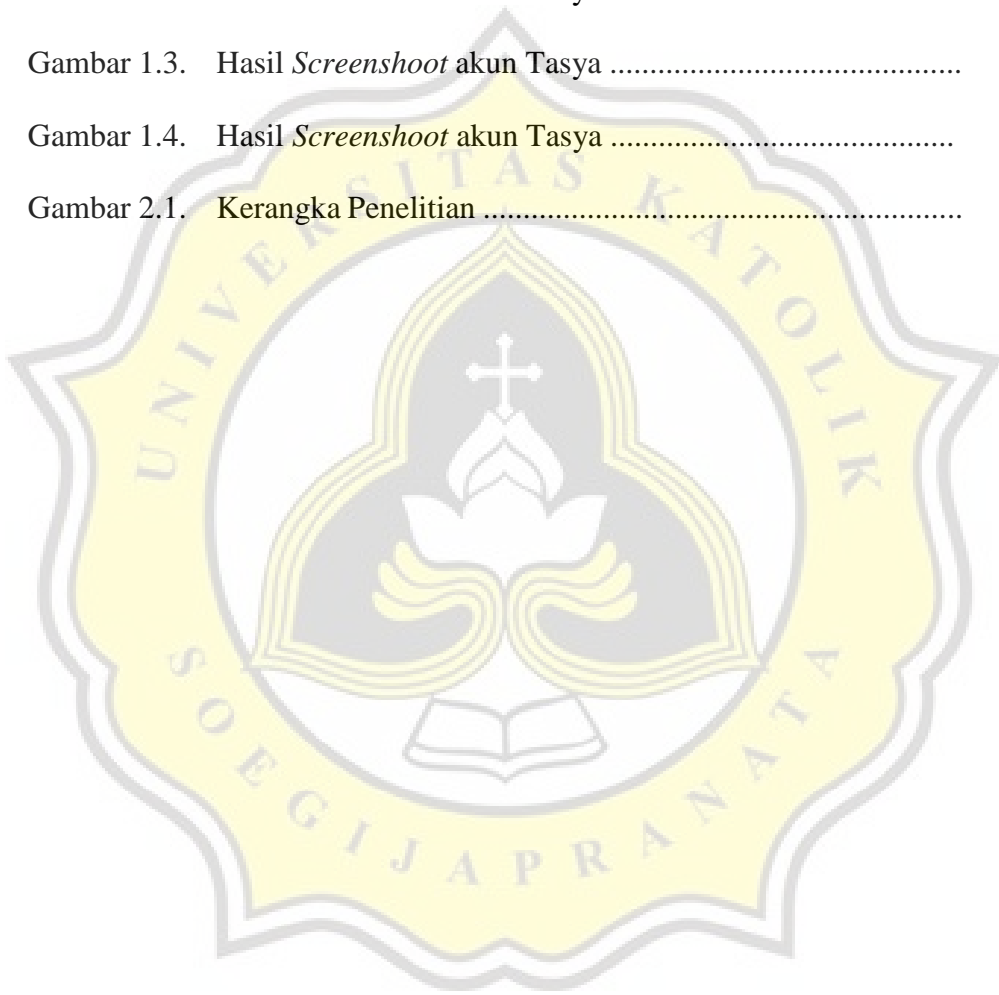 Gambar 1.3. Hasil Screenshoot akun Tasya ............................................
Gambar 1.4. Hasil Screenshoot akun Tasya ...........................................
Gambar 2.1. Kerangka Penelitian ............................................................
UNIVERSITAS KATOLIK
SOEGIJAPRANATA